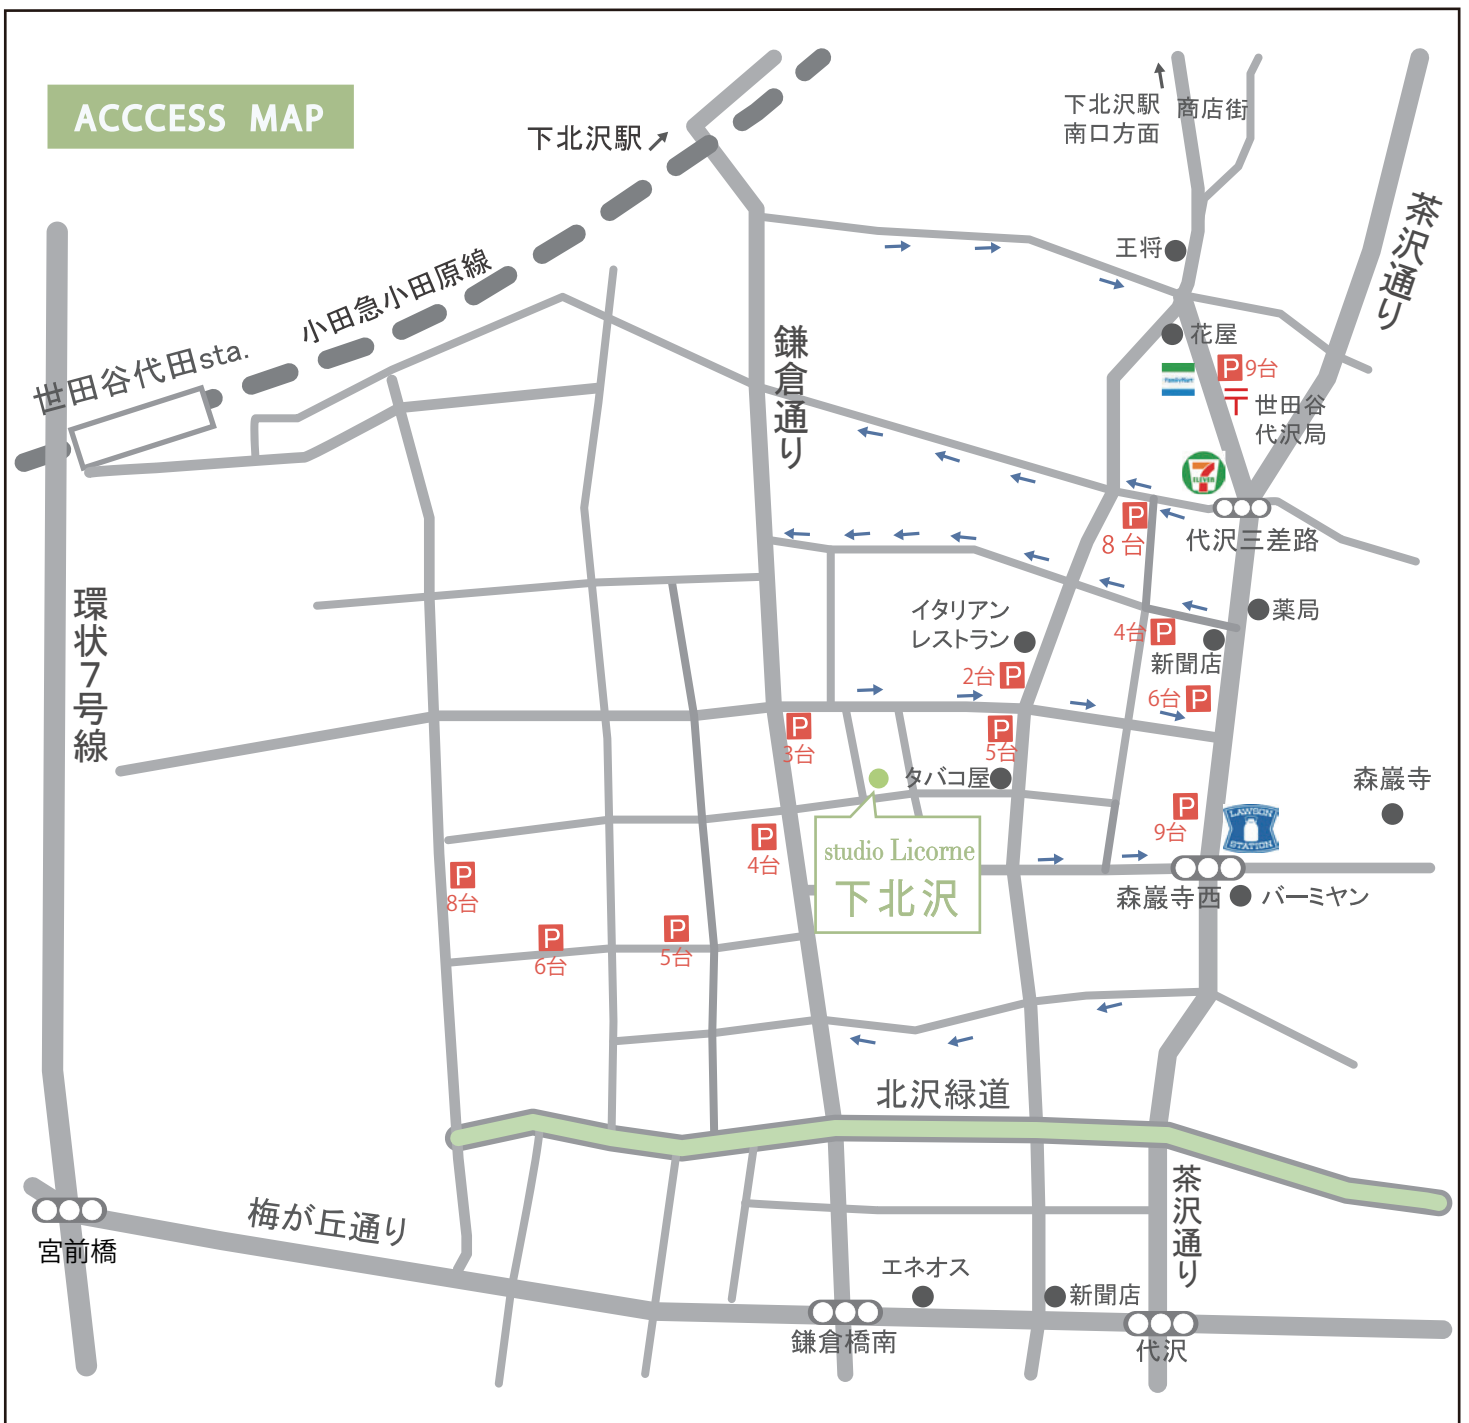 ACCCESS MAP
下北沢駅
下北沢駅
南口方面
商店街
茶沢通り
王将
小田急小田原線
世田谷代田sta.
鎌倉通り
花屋
FamilyMart
P 9台
世田谷
代沢局
7
ELEVEN
P
8 台
代沢三差路
環状7号線
イタリアン
レストラン
薬局
4台 P
新聞店
2台 P
6台 P
P
3台
P
5台
タバコ屋
森巌寺
P
9台
LAWSON
STATION
P
4台
studio Licorne
下北沢
P
8台
森巌寺西
バーミヤン
P
6台
P
5台
北沢緑道
茶沢通り
梅が丘通り
宮前橋
エネオス
新聞店
鎌倉橋南
代沢